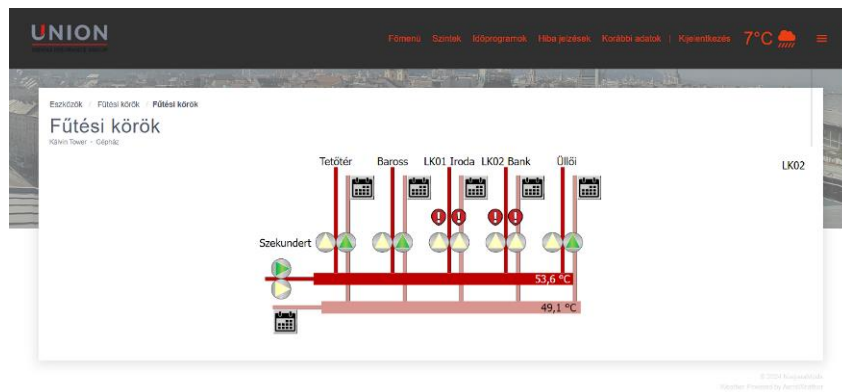 UNION
Főmenü Szintek Időprogramok Hiba jelzések Korábbi adatok | Kijelentkezés 7°C
Eszközök / Fűtési körök / Fűtési körök
Fűtési körök
Kálvin Tower - Gépház
Tetőtér Baross LK01 Iroda LK02 Bank Üllői
LK02
Szekundert
53,6 °C
49,1 °C